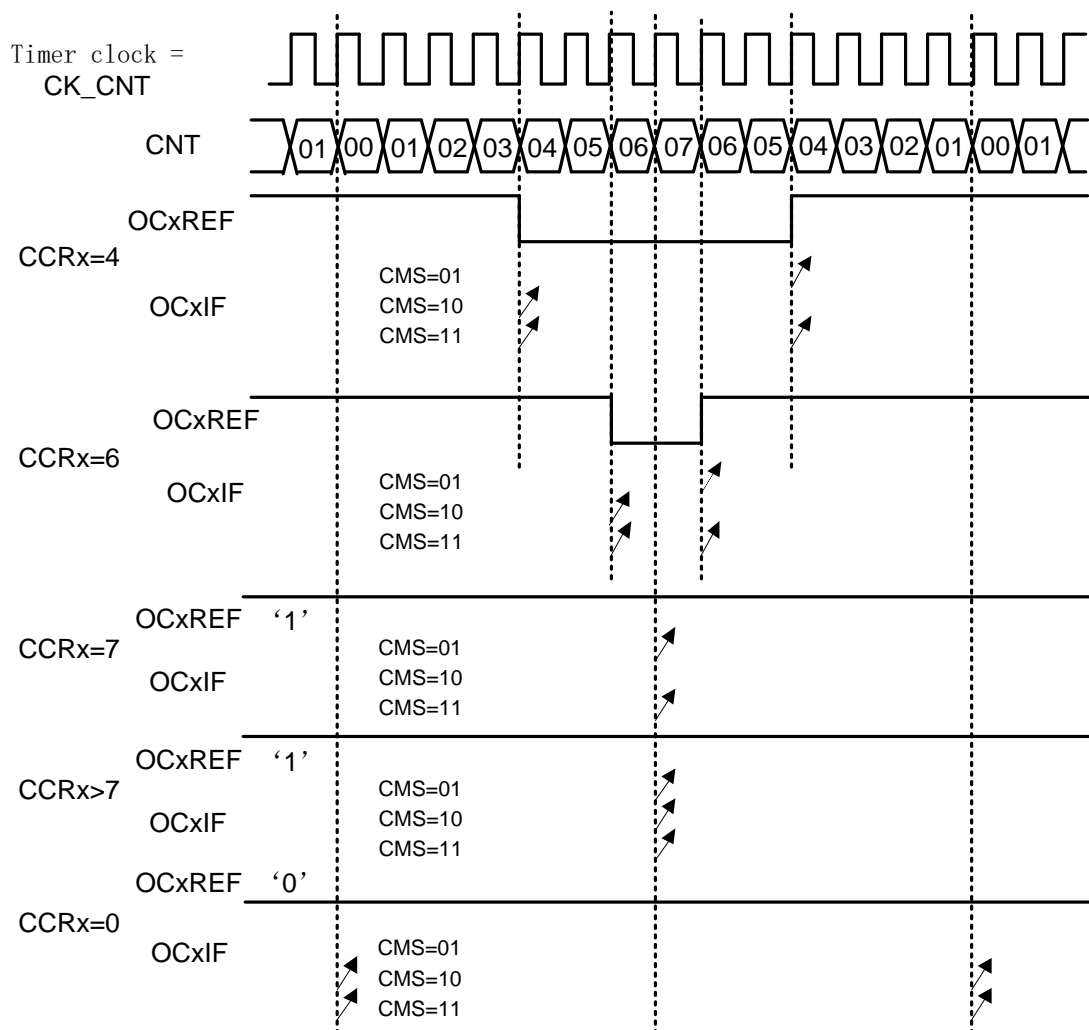 Timer clock =
CK_CNT
CNT
01 00 01 02 03 04 05 06 07 06 05 04 03 02 01 00 01
OCxREF
CCRx=4
OCxIF
CMS=01
CMS=10
CMS=11
OCxREF
CCRx=6
OCxIF
CMS=01
CMS=10
CMS=11
OCxREF ‘1’
CCRx=7
OCxIF
CMS=01
CMS=10
CMS=11
OCxREF ‘1’
CCRx>7
OCxIF
CMS=01
CMS=10
CMS=11
OCxREF ‘0’
CCRx=0
OCxIF
CMS=01
CMS=10
CMS=11